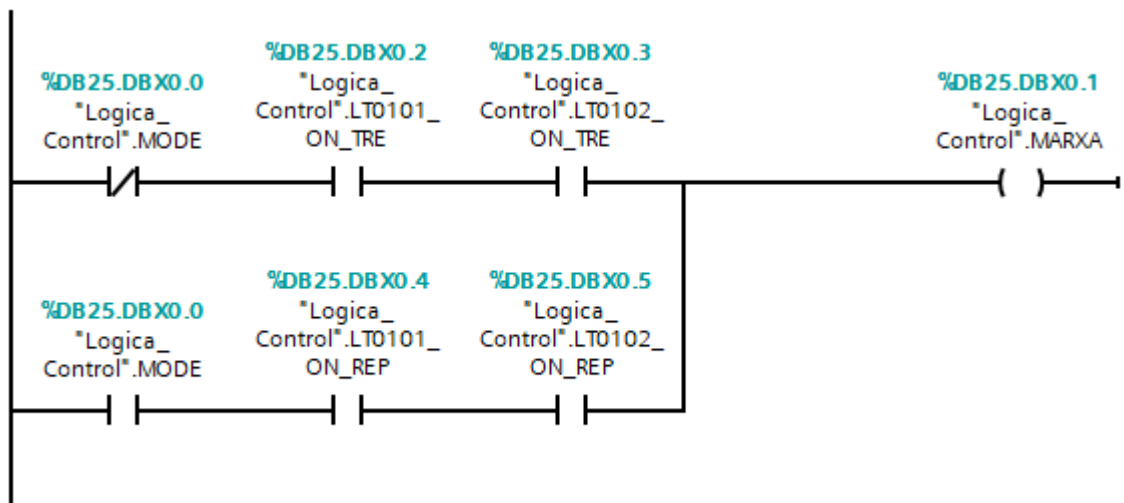 %DB25.DBX0.0
"Logica_
Control".MODE
%DB25.DBX0.2
"Logica_
Control".LT0101_
ON_TRE
%DB25.DBX0.3
"Logica_
Control".LT0102_
ON_TRE
%DB25.DBX0.1
"Logica_
Control".MARXA
%DB25.DBX0.0
"Logica_
Control".MODE
%DB25.DBX0.4
"Logica_
Control".LT0101_
ON_REP
%DB25.DBX0.5
"Logica_
Control".LT0102_
ON_REP